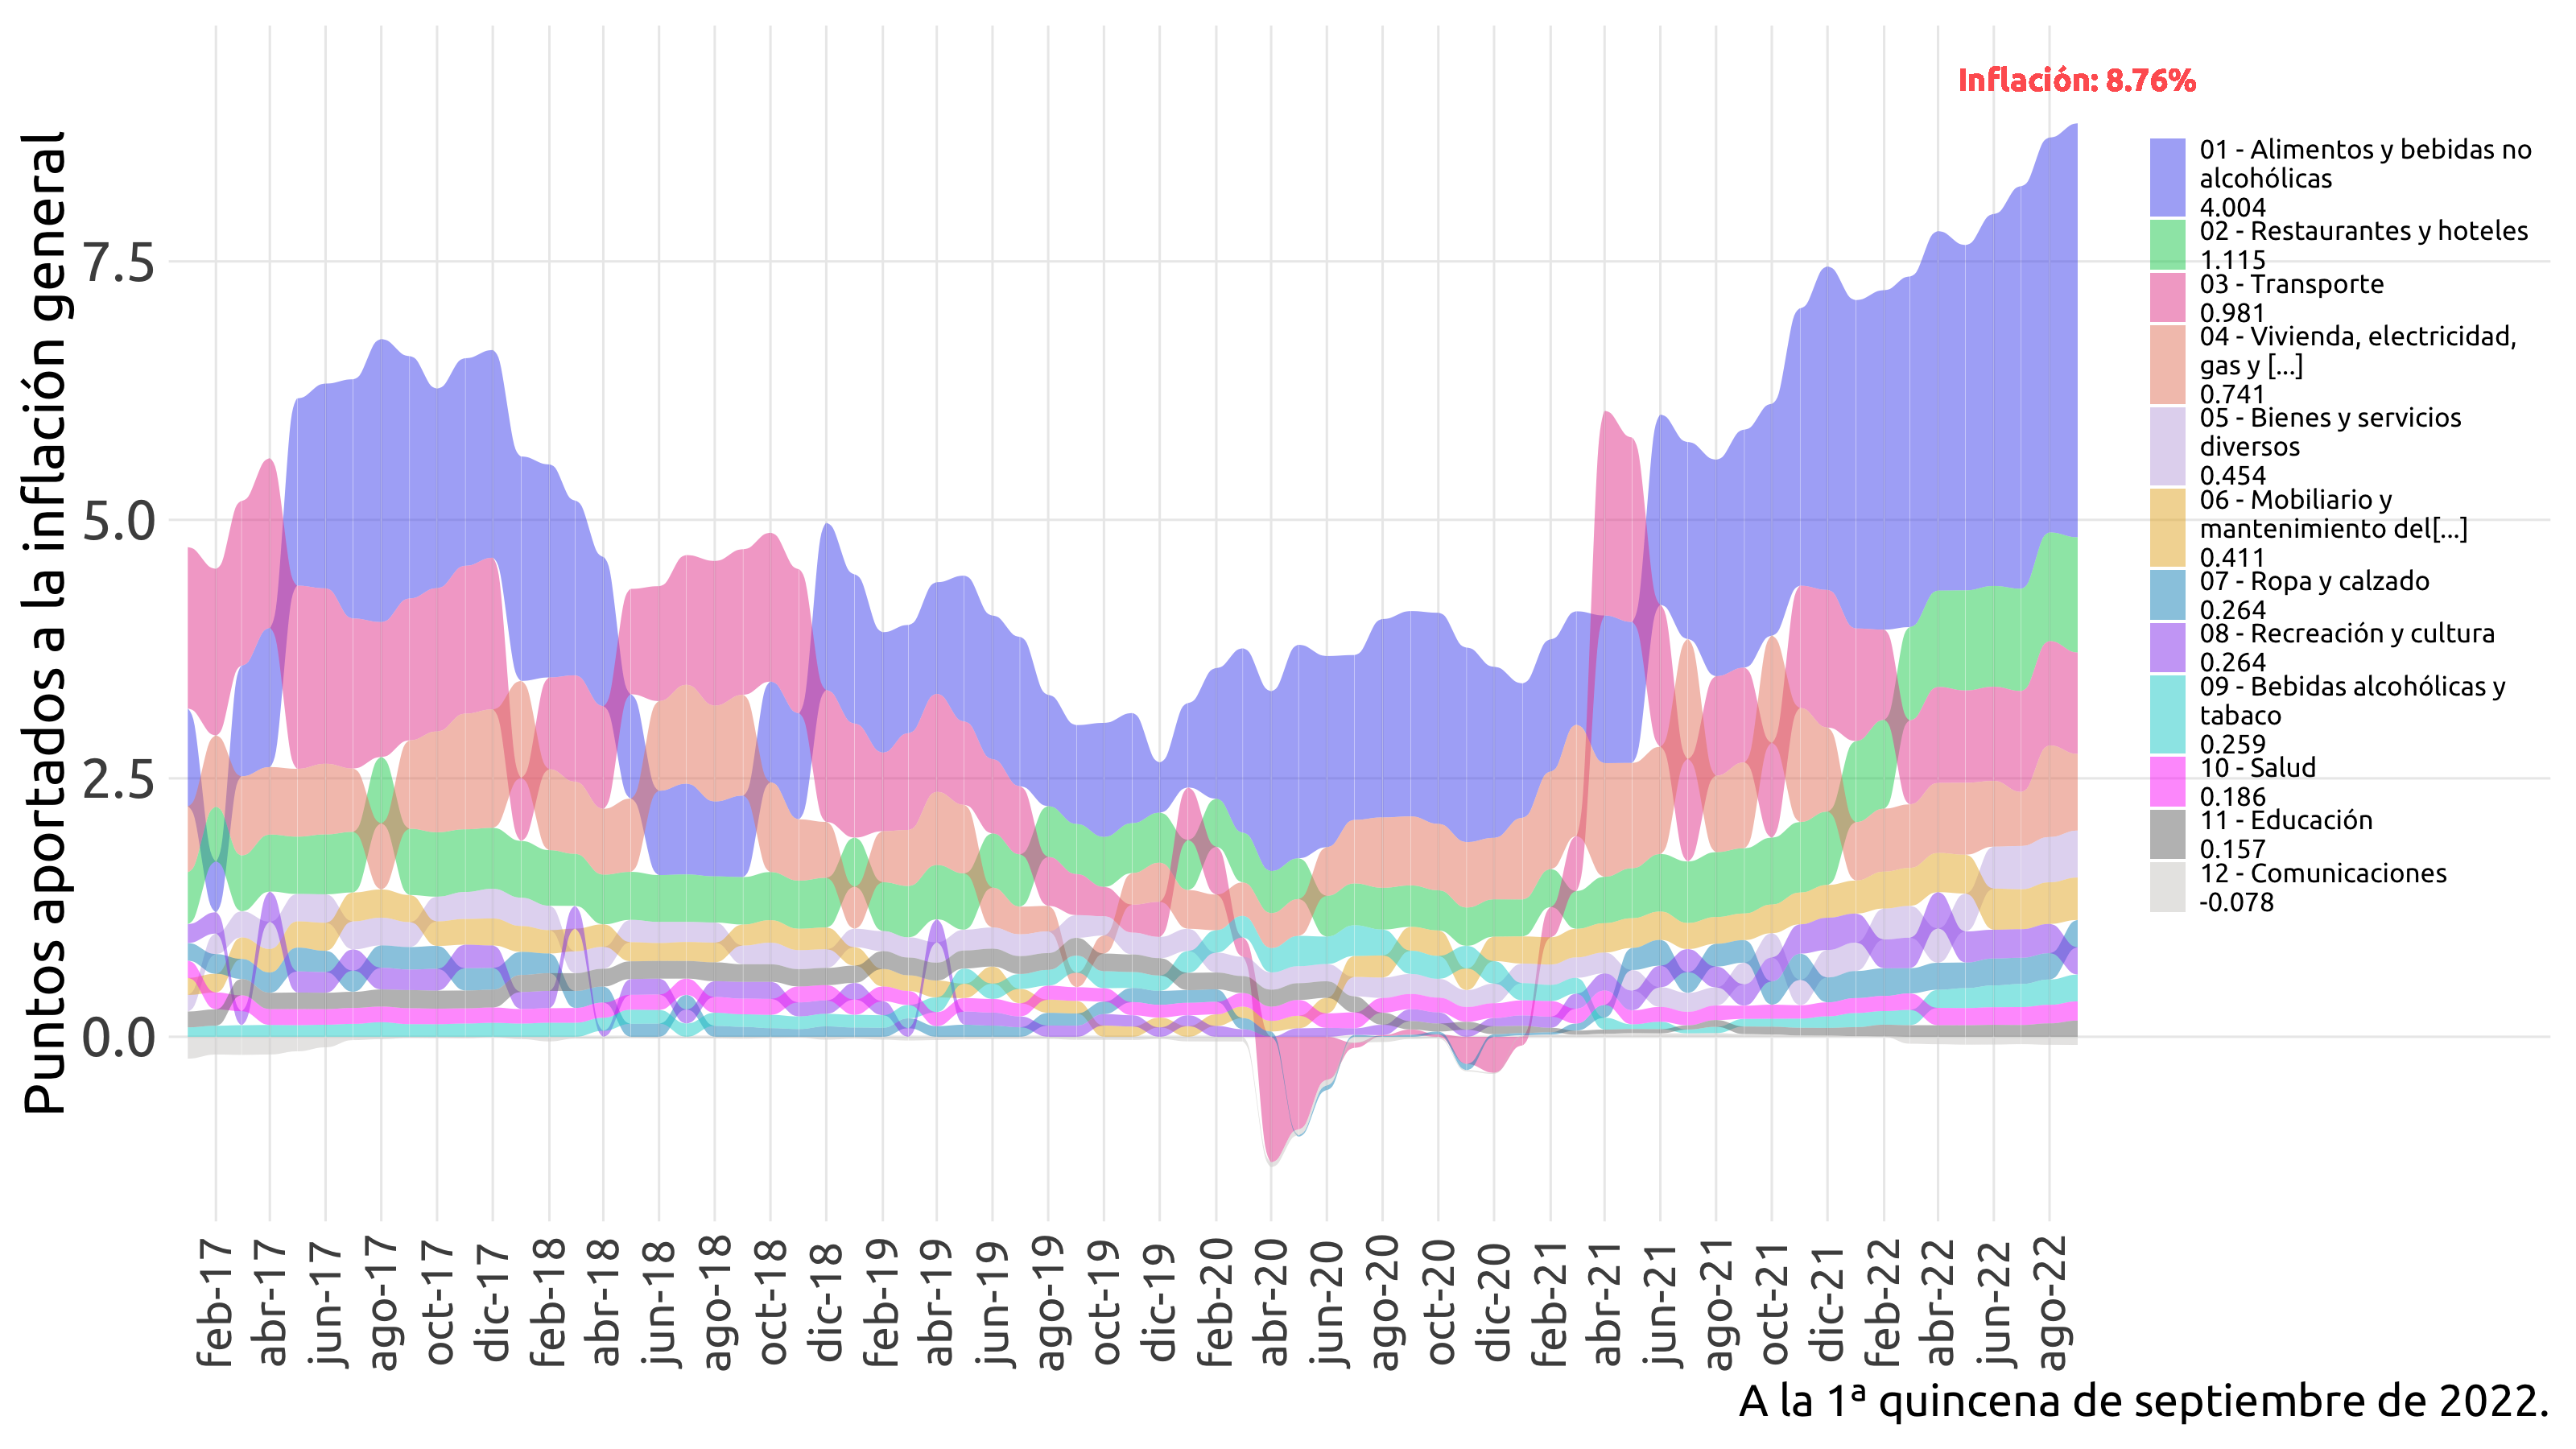 Inflación: 8.76%
Puntos aportados a la inflación general
7.5
5.0
2.5
0.0
01 - Alimentos y bebidas no
alcohólicas
4.004
02 - Restaurantes y hoteles
1.115
03 - Transporte
0.981
04 - Vivienda, electricidad,
gas y [...]
0.741
05 - Bienes y servicios
diversos
0.454
06 - Mobiliario y
mantenimiento del[...]
0.411
07 - Ropa y calzado
0.264
08 - Recreación y cultura
0.264
09 - Bebidas alcohólicas y
tabaco
0.259
10 - Salud
0.186
11 - Educación
0.157
12 - Comunicaciones
-0.078
feb-17
abr-17
jun-17
ago-17
oct-17
dic-17
feb-18
abr-18
jun-18
ago-18
oct-18
dic-18
feb-19
abr-19
jun-19
ago-19
oct-19
dic-19
feb-20
abr-20
jun-20
ago-20
oct-20
dic-20
feb-21
abr-21
jun-21
ago-21
oct-21
dic-21
feb-22
abr-22
jun-22
ago-22
A la 1ª quincena de septiembre de 2022.